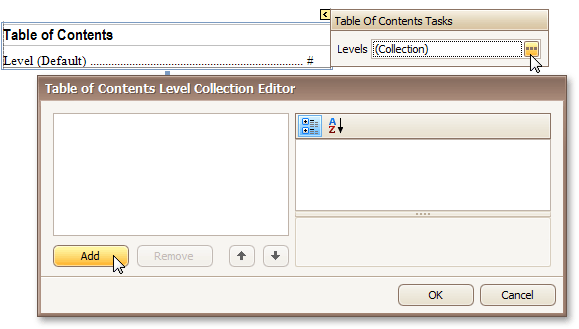 Table Of Contents Tasks
Table of Contents
Levels (Collection)
Level (Default) ................................................................. #
Table of Contents Level Collection Editor
A
Z
Add Remove
OK Cancel